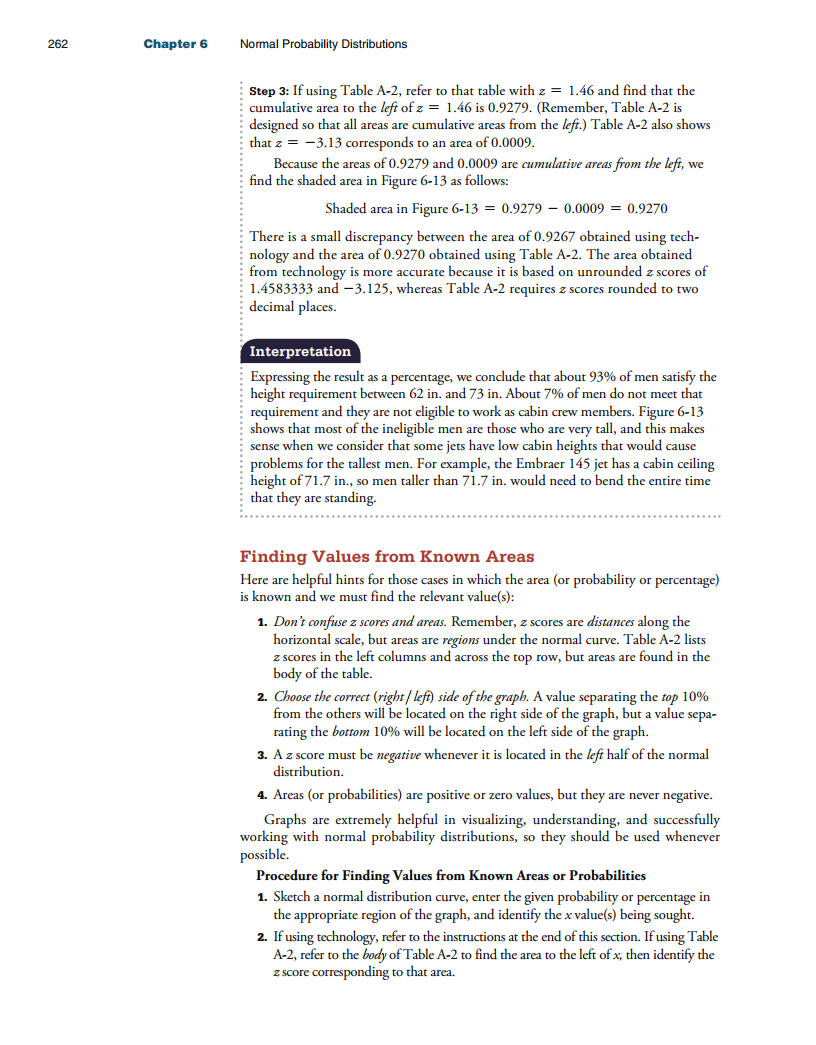 262 Chapter 6 Normal Probability Distributions
Step 3: If using Table A-2, refer to that table with z = 1.46 and find that the
cumulative area to the left of z = 1.46 is 0.9279. (Remember, Table A-2 is
designed so that all areas are cumulative areas from the left.) Table A-2 also shows
that z = −3.13 corresponds to an area of 0.0009.
Because the areas of 0.9279 and 0.0009 are cumulative areas from the left, we
find the shaded area in Figure 6-13 as follows:
Shaded area in Figure 6-13 = 0.9279 − 0.0009 = 0.9270
There is a small discrepancy between the area of 0.9267 obtained using tech-
nology and the area of 0.9270 obtained using Table A-2. The area obtained
from technology is more accurate because it is based on unrounded z scores of
1.4583333 and −3.125, whereas Table A-2 requires z scores rounded to two
decimal places.
Interpretation
Expressing the result as a percentage, we conclude that about 93% of men satisfy the
height requirement between 62 in. and 73 in. About 7% of men do not meet that
requirement and they are not eligible to work as cabin crew members. Figure 6-13
shows that most of the ineligible men are those who are very tall, and this makes
sense when we consider that some jets have low cabin heights that would cause
problems for the tallest men. For example, the Embraer 145 jet has a cabin ceiling
height of 71.7 in., so men taller than 71.7 in. would need to bend the entire time
that they are standing.
Finding Values from Known Areas
Here are helpful hints for those cases in which the area (or probability or percentage)
is known and we must find the relevant value(s):
1. Don't confuse z scores and areas. Remember, z scores are distances along the
horizontal scale, but areas are regions under the normal curve. Table A-2 lists
z scores in the left columns and across the top row, but areas are found in the
body of the table.
2. Choose the correct (right/left) side of the graph. A value separating the top 10%
from the others will be located on the right side of the graph, but a value sepa-
rating the bottom 10% will be located on the left side of the graph.
3. A z score must be negative whenever it is located in the left half of the normal
distribution.
4. Areas (or probabilities) are positive or zero values, but they are never negative.
Graphs are extremely helpful in visualizing, understanding, and successfully
working with normal probability distributions, so they should be used whenever
possible.
Procedure for Finding Values from Known Areas or Probabilities
1. Sketch a normal distribution curve, enter the given probability or percentage in
the appropriate region of the graph, and identify the x value(s) being sought.
2. If using technology, refer to the instructions at the end of this section. If using Table
A-2, refer to the body of Table A-2 to find the area to the left of x, then identify the
z score corresponding to that area.